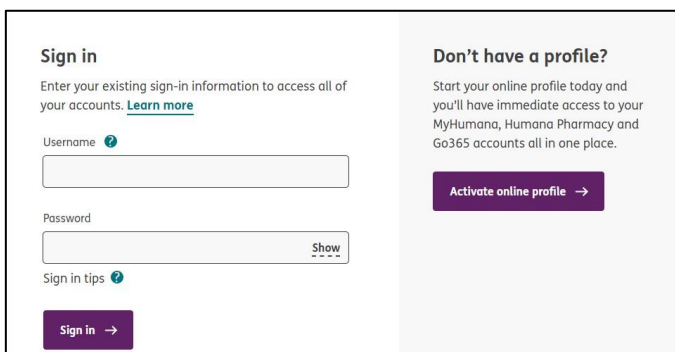 Sign in
Enter your existing sign-in information to access all of
your accounts. Learn more
Username ?
Password
Show
Sign in tips ?
Sign in →
Don’t have a profile?
Start your online profile today and
you’ll have immediate access to your
MyHumana, Humana Pharmacy and
Go365 accounts all in one place.
Activate online profile →